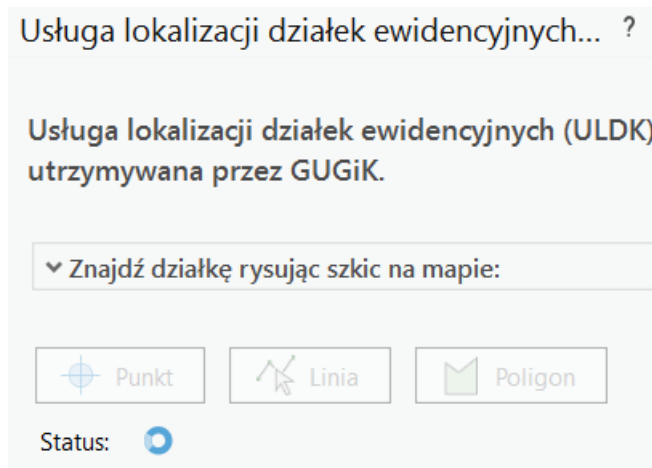 Usługa lokalizacji działek ewidencyjnych... ?
Usługa lokalizacji działek ewidencyjnych (ULDK)
utrzymywana przez GUGiK.
Znajdź działkę rysując szkic na mapie:
Punkt Linia Poligon
Status: